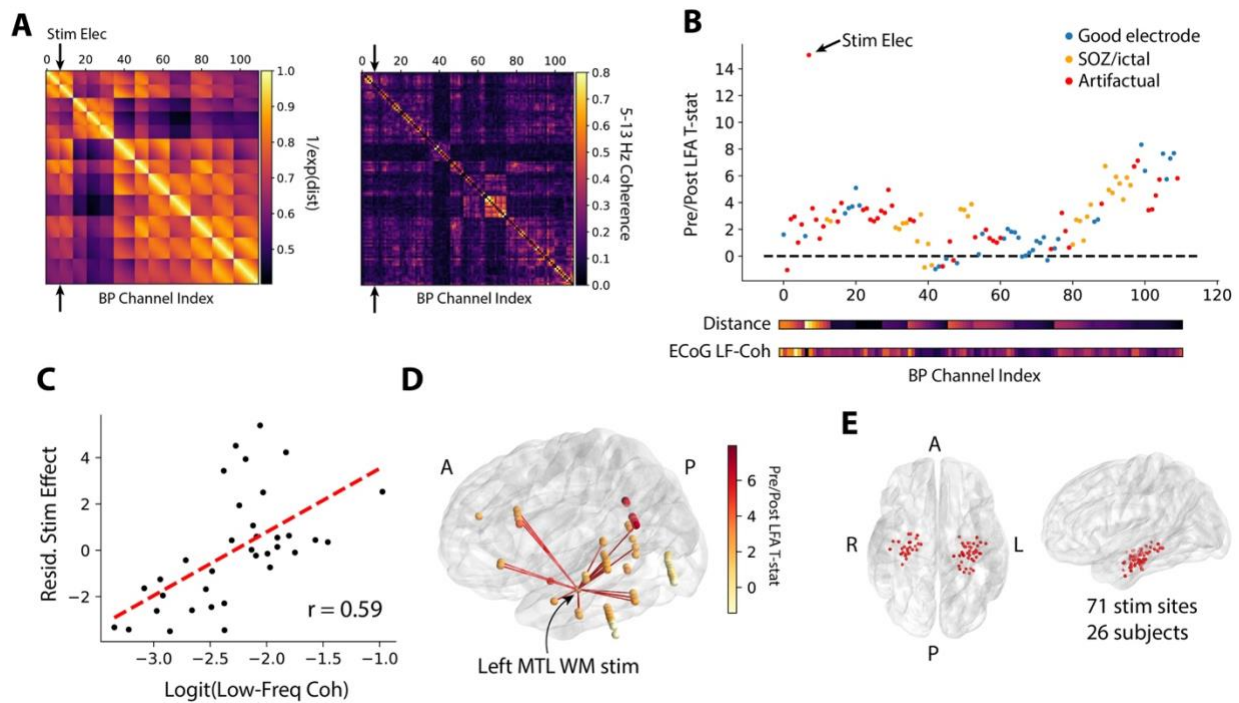 A
Stim Elec
0 20 40 60 80 100
1.0
0.9
0.8
0.7
0.6
0.5
1/exp(dist)
BP Channel Index
0 20 40 60 80 100
0.8
0.7
0.6
0.5
0.4
0.3
0.2
0.1
0.0
5-13 Hz Coherence
BP Channel Index
B
Stim Elec
Good electrode
SOZ/ictal
Artifactual
Pre/Post LFA T-stat
14
12
10
8
6
4
2
0
0 20 40 60 80 100 120
Distance
ECoG LF-Coh
BP Channel Index
C
Resid. Stim Effect
4
2
0
−2
r = 0.59
−3.0 −2.5 −2.0 −1.5 −1.0
Logit(Low-Freq Coh)
D
A
P
Left MTL WM stim
6
4
2
0
Pre/Post LFA T-stat
E
A
R
L
P
71 stim sites
26 subjects